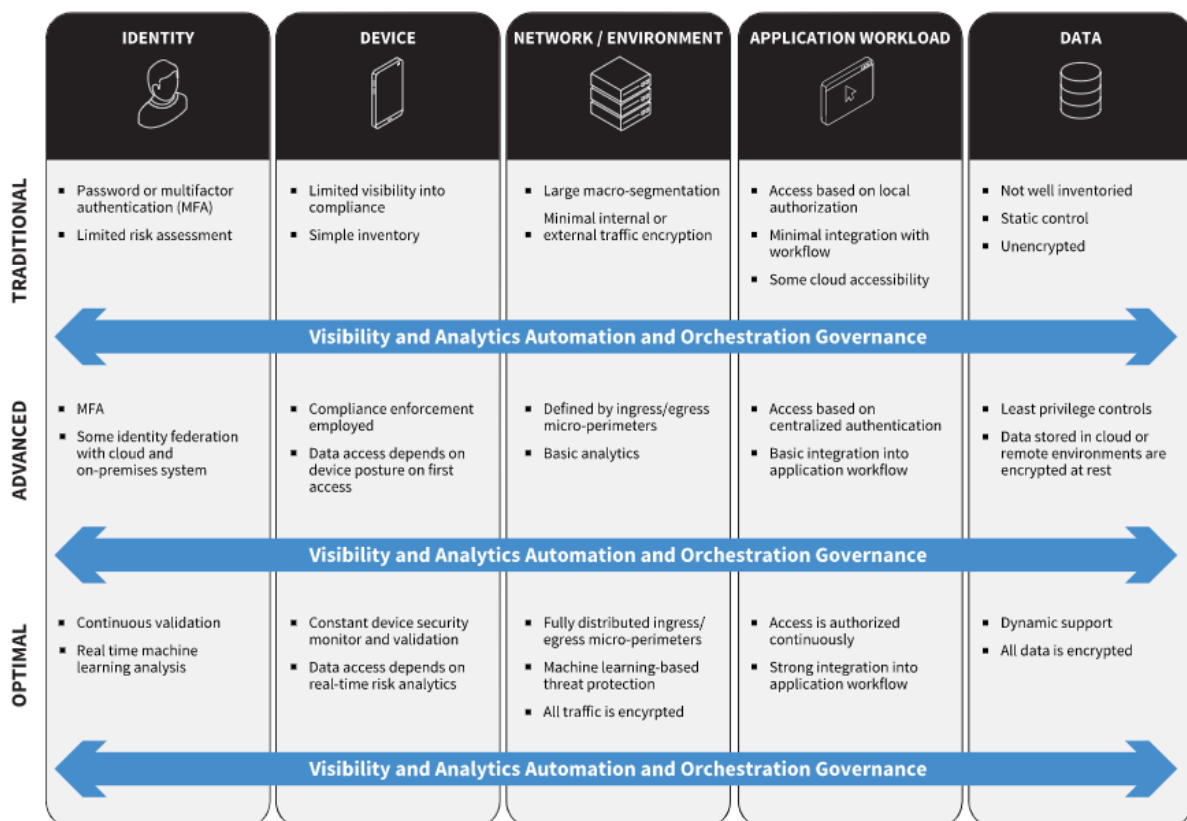 IDENTITY
DEVICE
NETWORK / ENVIRONMENT
APPLICATION WORKLOAD
DATA
TRADITIONAL
▪ Password or multifactor
authentication (MFA)
▪ Limited risk assessment
▪ Limited visibility into
compliance
▪ Simple inventory
▪ Large macro-segmentation
Minimal internal or
▪ external traffic encryption
▪ Access based on local
authorization
▪ Minimal integration with
workflow
▪ Some cloud accessibility
▪ Not well inventoried
▪ Static control
▪ Unencrypted
Visibility and Analytics Automation and Orchestration Governance
ADVANCED
▪ MFA
▪ Some identity federation
with cloud and
on-premises system
▪ Compliance enforcement
employed
▪ Data access depends on
device posture on first
access
▪ Defined by ingress/egress
micro-perimeters
▪ Basic analytics
▪ Access based on
centralized authentication
▪ Basic integration into
application workflow
▪ Least privilege controls
▪ Data stored in cloud or
remote environments are
encrypted at rest
Visibility and Analytics Automation and Orchestration Governance
OPTIMAL
▪ Continuous validation
▪ Real time machine
learning analysis
▪ Constant device security
monitor and validation
▪ Data access depends on
real-time risk analytics
▪ Fully distributed ingress/
egress micro-perimeters
▪ Machine learning-based
threat protection
▪ All traffic is encyrpted
▪ Access is authorized
continuously
▪ Strong integration into
application workflow
▪ Dynamic support
▪ All data is encrypted
Visibility and Analytics Automation and Orchestration Governance